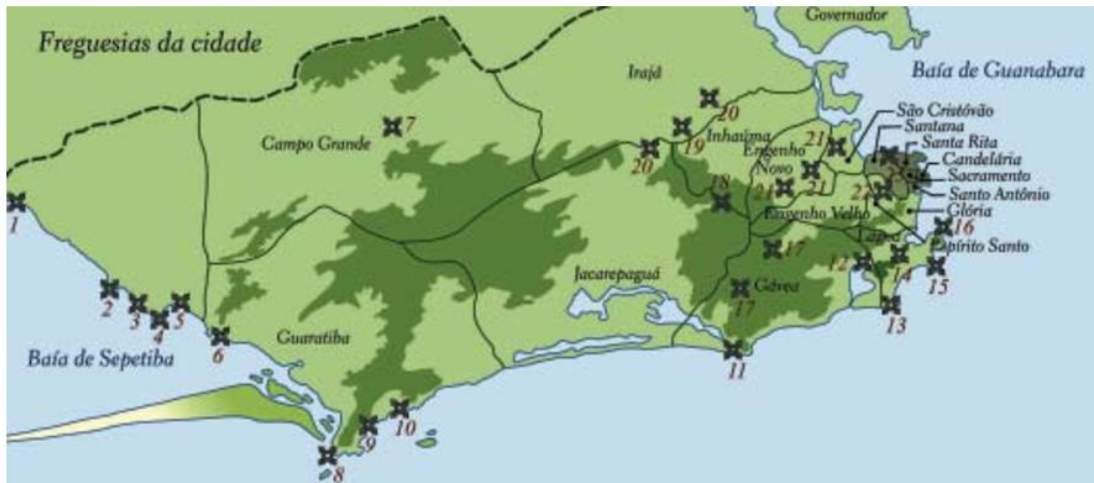 Governador
Freguesias da cidade
Baía de Guanabara
Irajá
20
São Cristóvão
7
Santana
Campo Grande
19
Inhaúma
21
Santa Rita
20
Engenho
Novo
Candelária
Sacramento
18
21
21
22
Santo Antônio
1
Engenho Velho
Glória
16
17
12
14
Espírito Santo
15
Jacarepaguá
Gávea
17
2
3
4
5
13
6
Guaratiba
Baía de Sepetiba
11
10
9
8